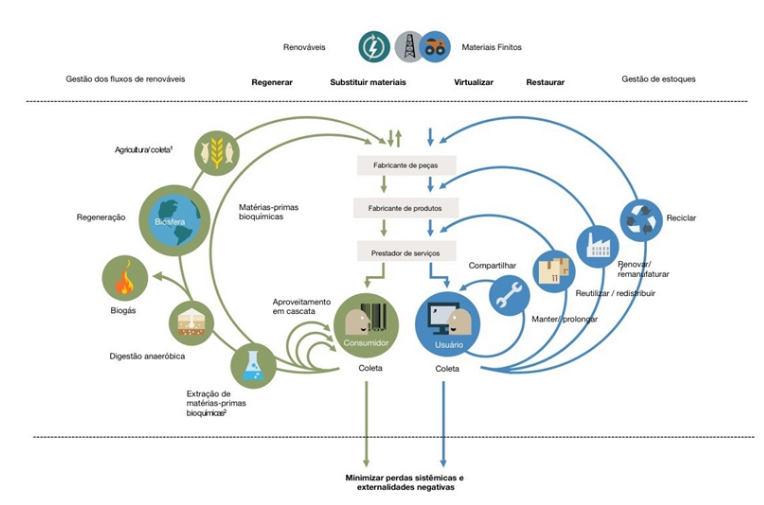 Renováveis
Materiais Finitos
Gestão dos fluxos de renováveis
Regenerar
Substituir materiais
Virtualizar
Restaurar
Gestão de estoques
Agricultura/coleta¹
Fabricante de peças
Matérias-primas
bioquímicas
Fabricante de produtos
Regeneração
Biosfera
Reciclar
Prestador de serviços
Compartilhar
Renovar/
remanufaturar
Reutilizar / redistribuir
Biogás
Aproveitamento
em cascata
Manter/ prolongar
Consumidor
Usuário
Digestão anaeróbica
Coleta
Coleta
Extração de
matérias-primas
bioquímicas²
Minimizar perdas sistêmicas e
externalidades negativas